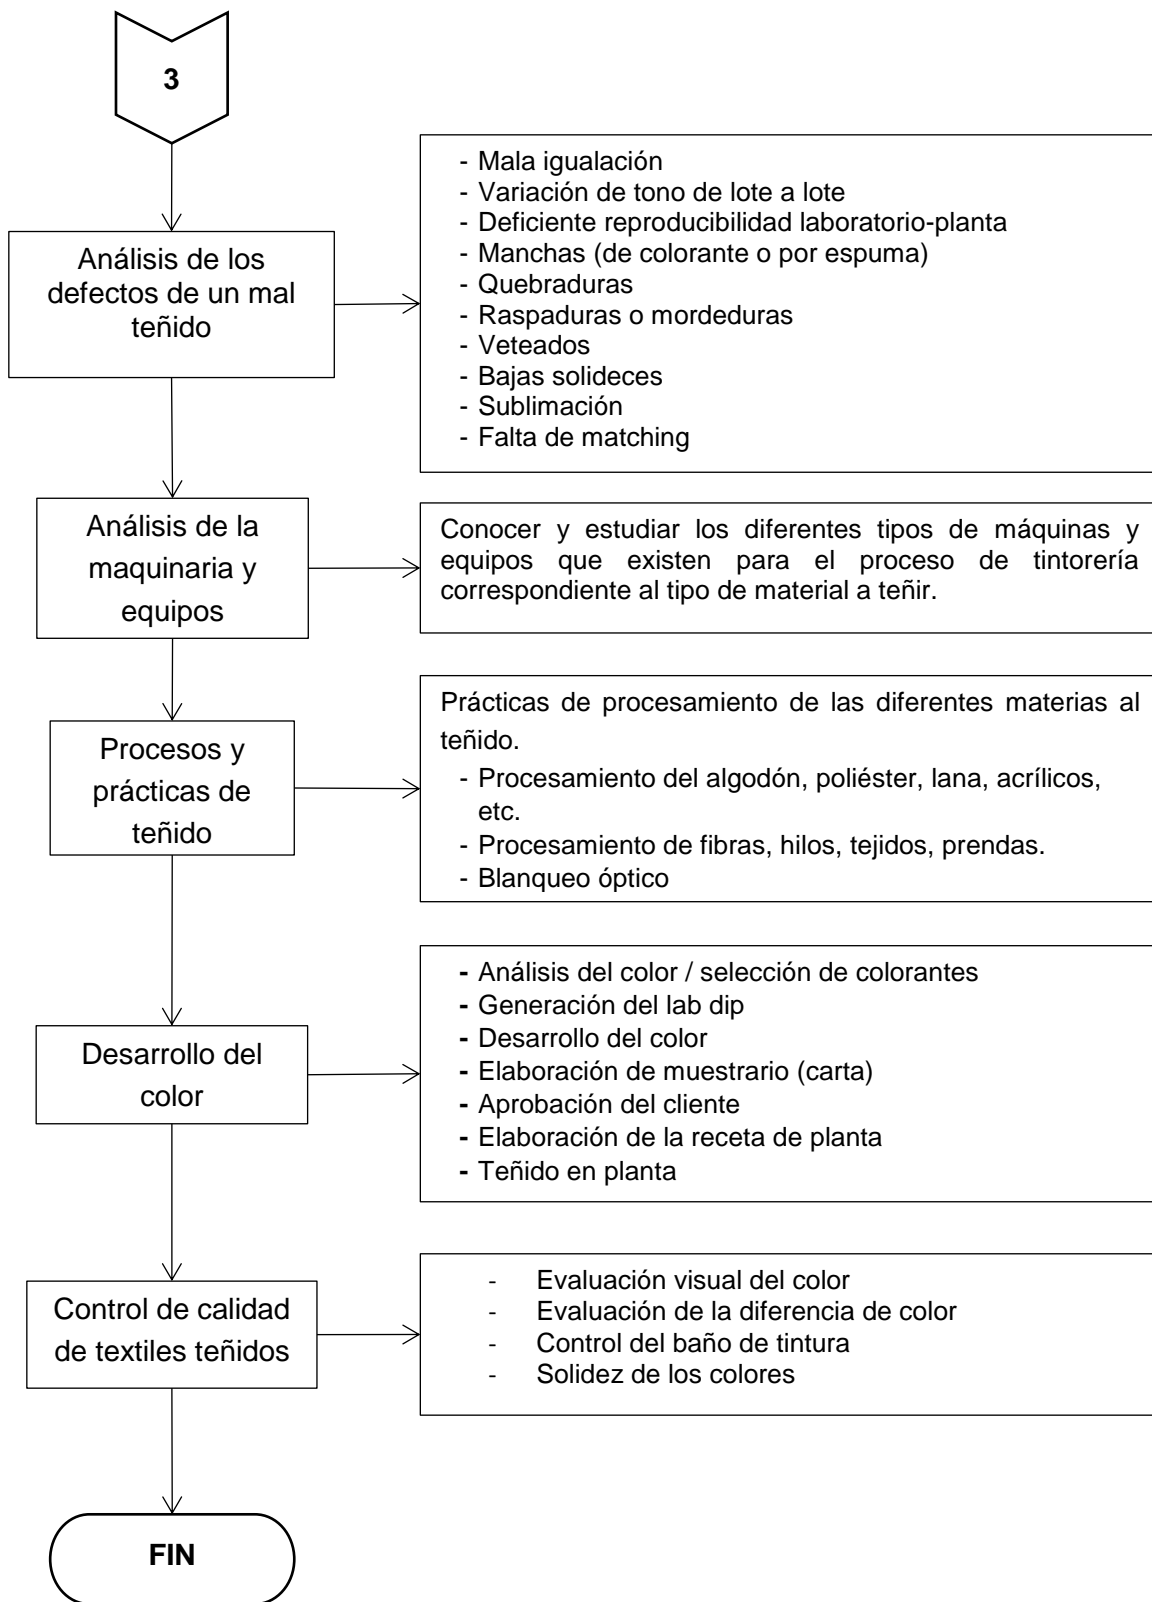 3
Análisis de los
defectos de un mal
teñido
- Mala igualación
- Variación de tono de lote a lote
- Deficiente reproducibilidad laboratorio-planta
- Manchas (de colorante o por espuma)
- Quebraduras
- Raspaduras o mordeduras
- Veteados
- Bajas solideces
- Sublimación
- Falta de matching
Análisis de la
maquinaria y
equipos
Conocer y estudiar los diferentes tipos de máquinas y
equipos que existen para el proceso de tintorería
correspondiente al tipo de material a teñir.
Procesos y
prácticas de
teñido
Prácticas de procesamiento de las diferentes materias al
teñido.
- Procesamiento del algodón, poliéster, lana, acrílicos,
etc.
- Procesamiento de fibras, hilos, tejidos, prendas.
- Blanqueo óptico
Desarrollo del
color
- Análisis del color / selección de colorantes
- Generación del lab dip
- Desarrollo del color
- Elaboración de muestrario (carta)
- Aprobación del cliente
- Elaboración de la receta de planta
- Teñido en planta
Control de calidad
de textiles teñidos
- Evaluación visual del color
- Evaluación de la diferencia de color
- Control del baño de tintura
- Solidez de los colores
FIN